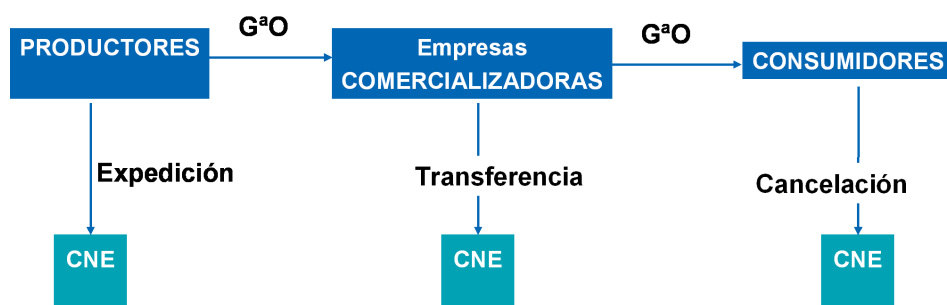 GªO
GªO
PRODUCTORES
Empresas
COMERCIALIZADORAS
CONSUMIDORES
Expedición
Transferencia
Cancelación
CNE
CNE
CNE